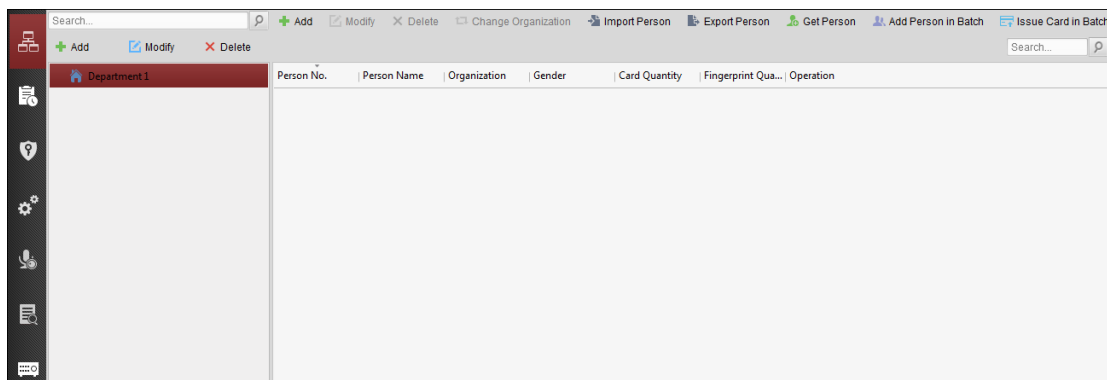 Search... Add Modify Delete Change Organization Import Person Export Person Get Person Add Person in Batch Issue Card in Batch
Add Modify Delete Search...
Department 1 Person No. Person Name Organization Gender Card Quantity Fingerprint Qua... Operation